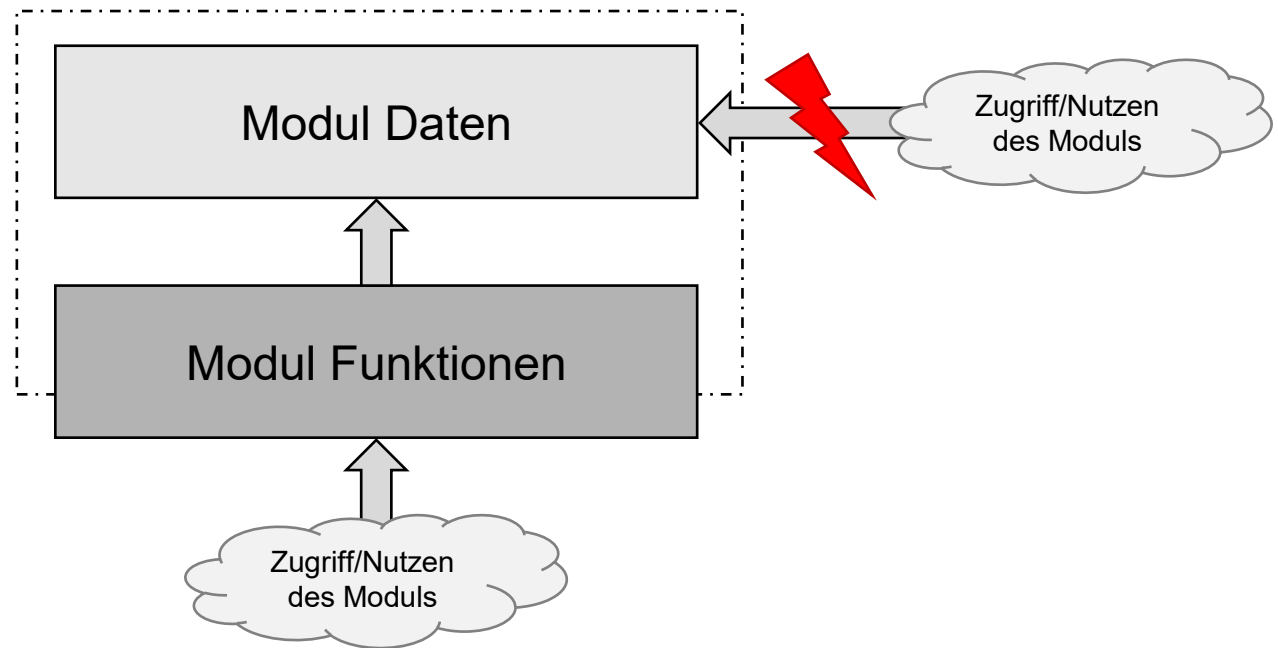 Modul Daten
Zugriff/Nutzen
des Moduls
Modul Funktionen
Zugriff/Nutzen
des Moduls